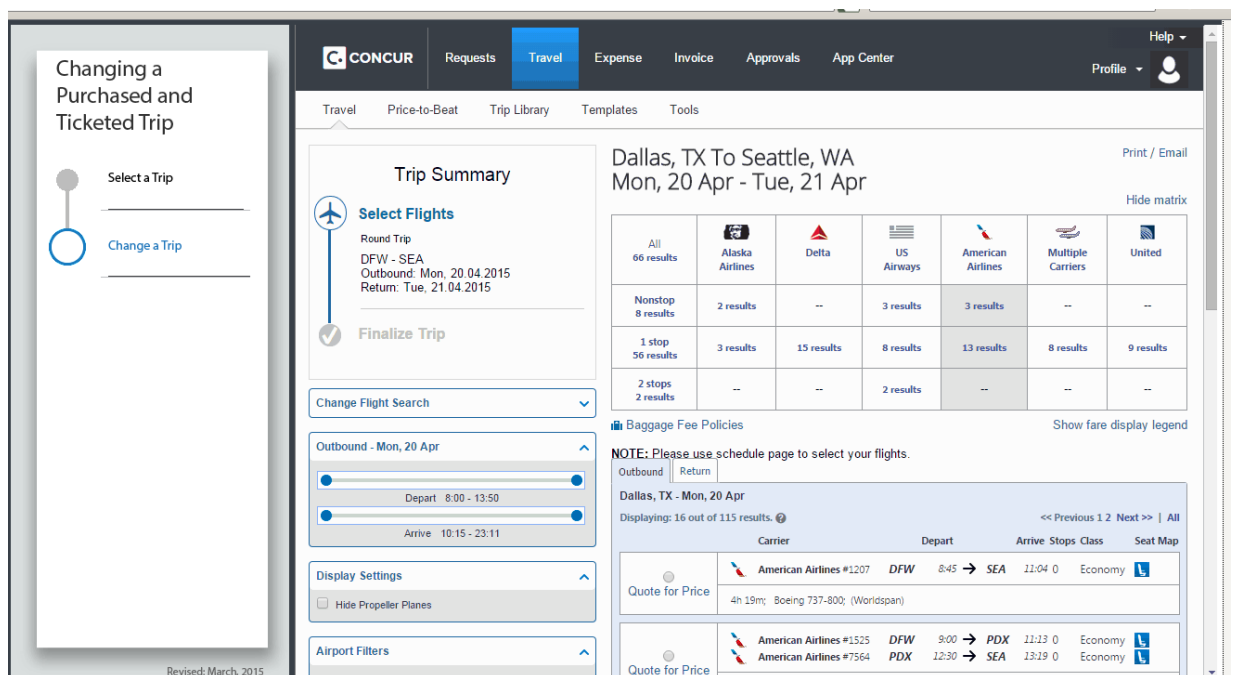 Changing a
Purchased and
Ticketed Trip
Select a Trip
Change a Trip
Revised: March, 2015
C. CONCUR
Requests Travel Expense Invoice Approvals App Center
Help
Profile
Travel Price-to-Beat Trip Library Templates Tools
Trip Summary
Select Flights
Round Trip
DFW - SEA
Outbound: Mon, 20.04.2015
Return: Tue, 21.04.2015
Finalize Trip
Change Flight Search
Outbound - Mon, 20 Apr
Depart 8:00 - 13:50
Arrive 10:15 - 23:11
Display Settings
Hide Propeller Planes
Airport Filters
Dallas, TX To Seattle, WA
Mon, 20 Apr - Tue, 21 Apr
Print / Email
Hide matrix
All
66 results
Alaska
Airlines
Delta
US
Airways
American
Airlines
Multiple
Carriers
United
Nonstop
8 results
2 results -- 3 results 3 results -- --
1 stop
56 results
3 results 15 results 8 results 13 results 8 results 9 results
2 stops
2 results
-- -- 2 results -- -- --
Baggage Fee Policies
Show fare display legend
NOTE: Please use schedule page to select your flights.
Outbound Return
Dallas, TX - Mon, 20 Apr
Displaying: 16 out of 115 results.
<< Previous 1 2 Next >> | All
Carrier Depart Arrive Stops Class Seat Map
Quote for Price
American Airlines #1207 DFW 8:45 → SEA 11:04 0 Economy
4h 19m; Boeing 737-800; (Worldspan)
Quote for Price
American Airlines #1525 DFW 9:00 → PDX 11:13 0 Economy
American Airlines #7564 PDX 12:30 → SEA 13:19 0 Economy